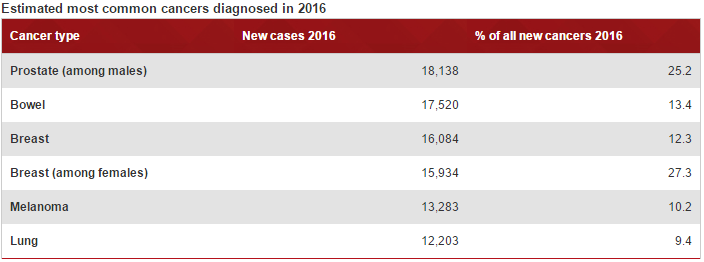 Estimated most common cancers diagnosed in 2016
Cancer type New cases 2016 % of all new cancers 2016
Prostate (among males) 18,138 25.2
Bowel 17,520 13.4
Breast 16,084 12.3
Breast (among females) 15,934 27.3
Melanoma 13,283 10.2
Lung 12,203 9.4